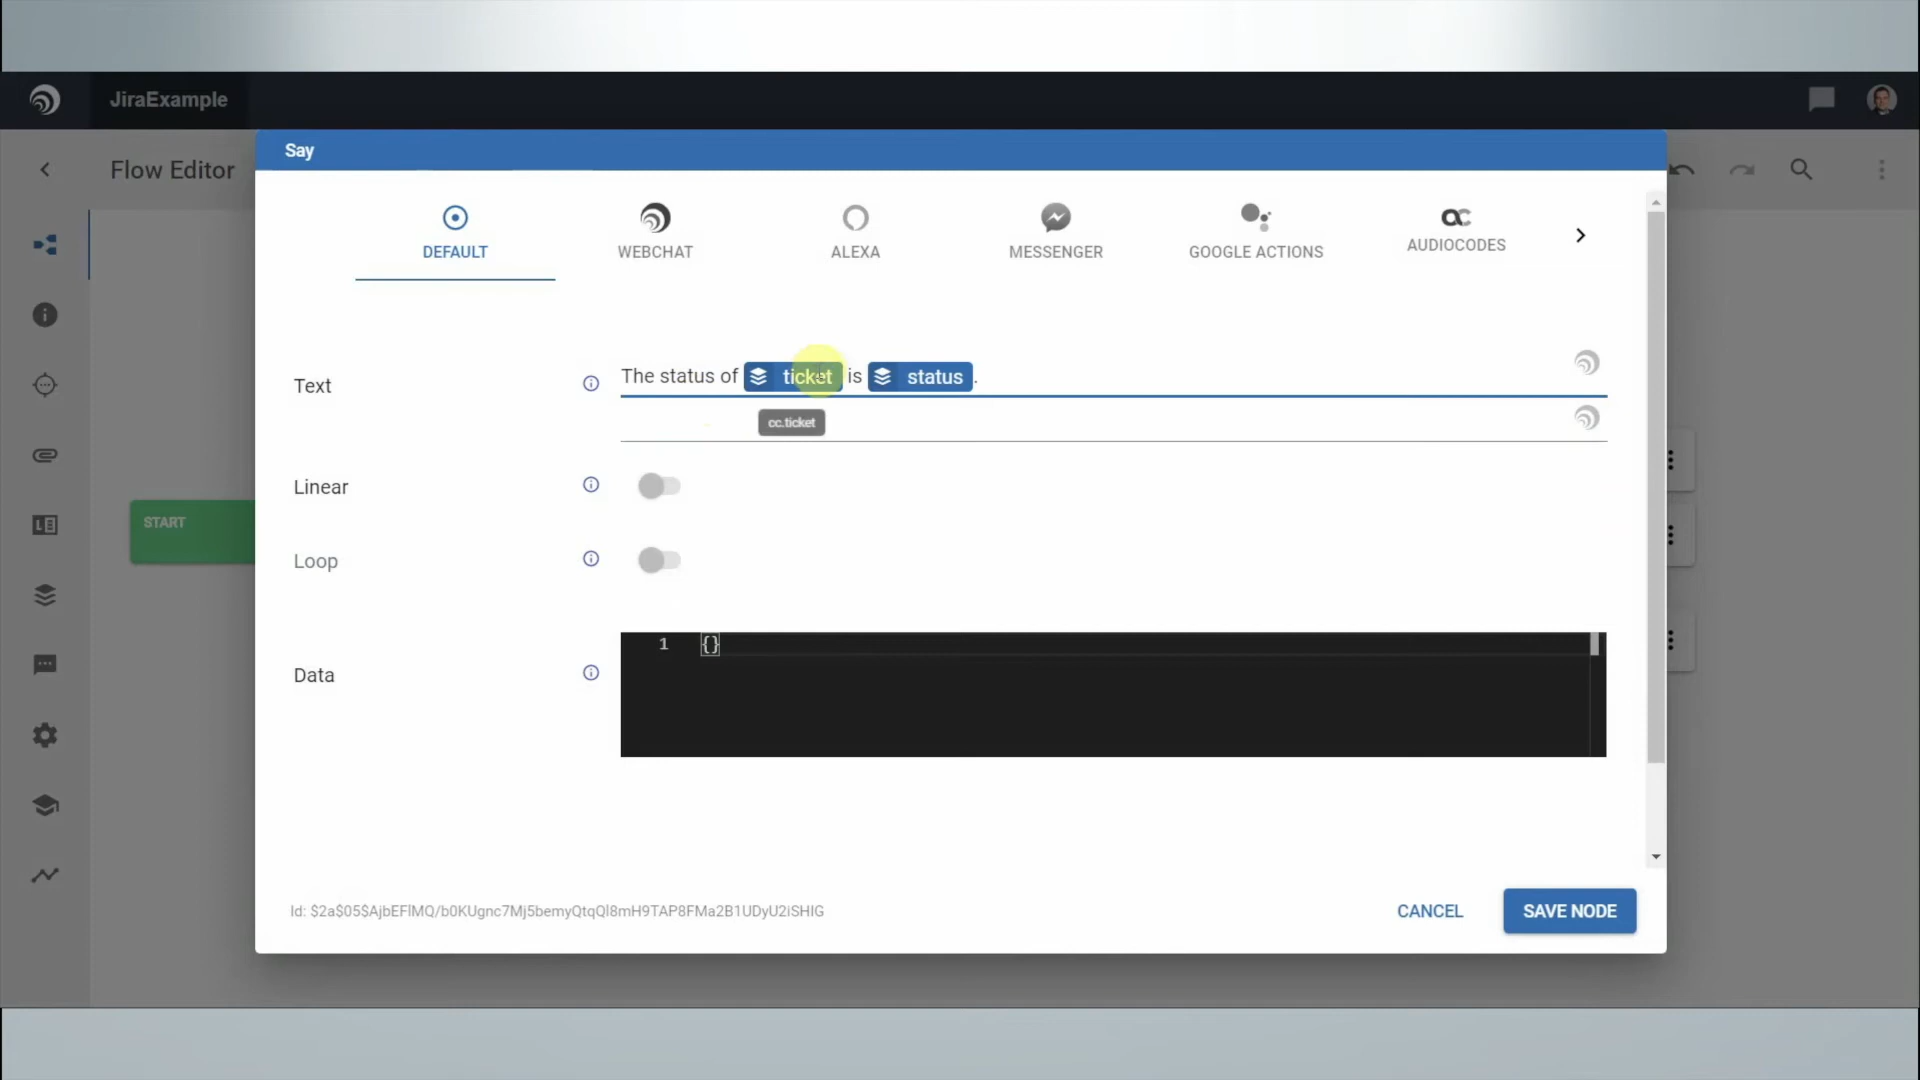 JiraExample
Flow Editor
Say
DEFAULT
WEBCHAT
ALEXA
MESSENGER
GOOGLE ACTIONS
AUDIOCODES
Text
The status of ticket is status .
cc.ticket
Linear
START
Loop
1 {}
Data
Id: $2a$05$AjbEFlMQ/b0KUgnc7Mj5bemyQtqQl8mH9TAP8FMa2B1UDyU2iSHIG
CANCEL
SAVE NODE